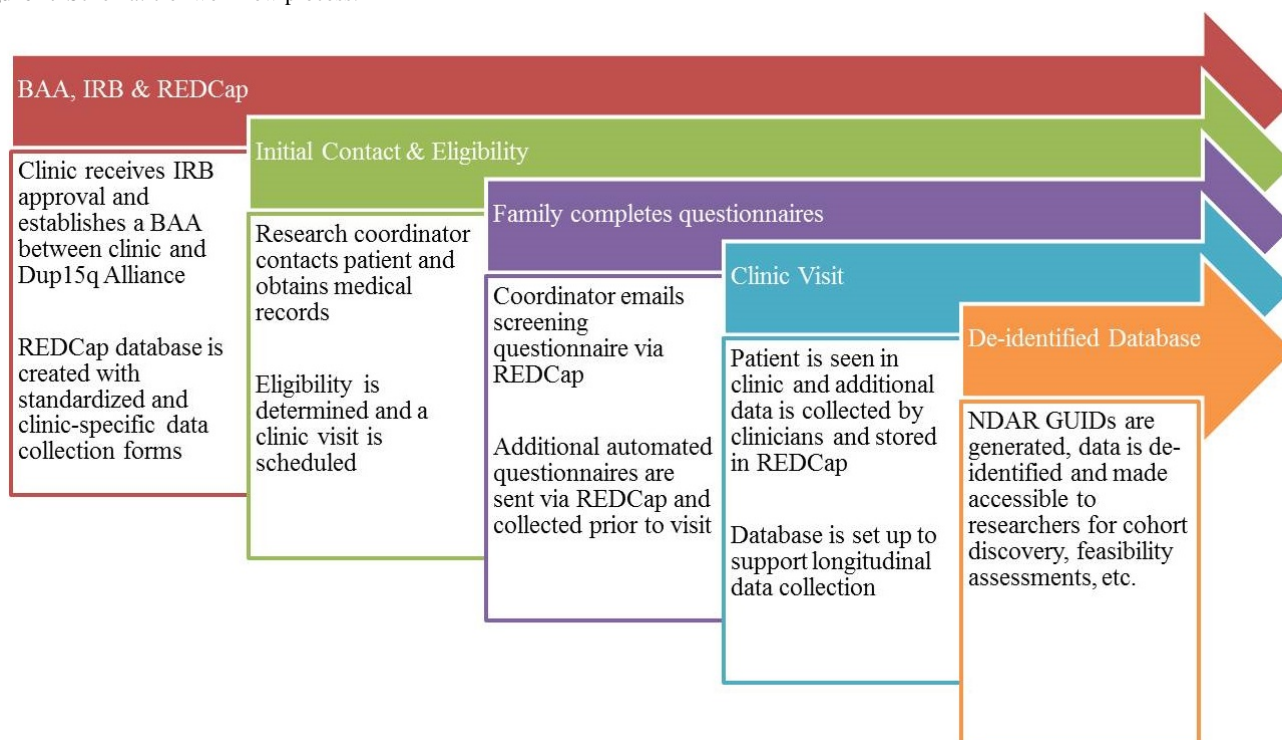 BAA, IRB & REDCap
Clinic receives IRB
approval and
establishes a BAA
between clinic and
Dup15q Alliance
REDCap database is
created with
standardized and
clinic-specific data
collection forms
Initial Contact & Eligibility
Research coordinator
contacts patient and
obtains medical
records
Eligibility is
determined and a
clinic visit is
scheduled
Family completes questionnaires
Coordinator emails
screening
questionnaire via
REDCap
Additional automated
questionnaires are
sent via REDCap and
collected prior to visit
Clinic Visit
Patient is seen in
clinic and additional
data is collected by
clinicians and stored
in REDCap
Database is set up to
support longitudinal
data collection
De-identified Database
NDAR GUIDs are
generated, data is de-
identified and made
accessible to
researchers for cohort
discovery, feasibility
assessments, etc.